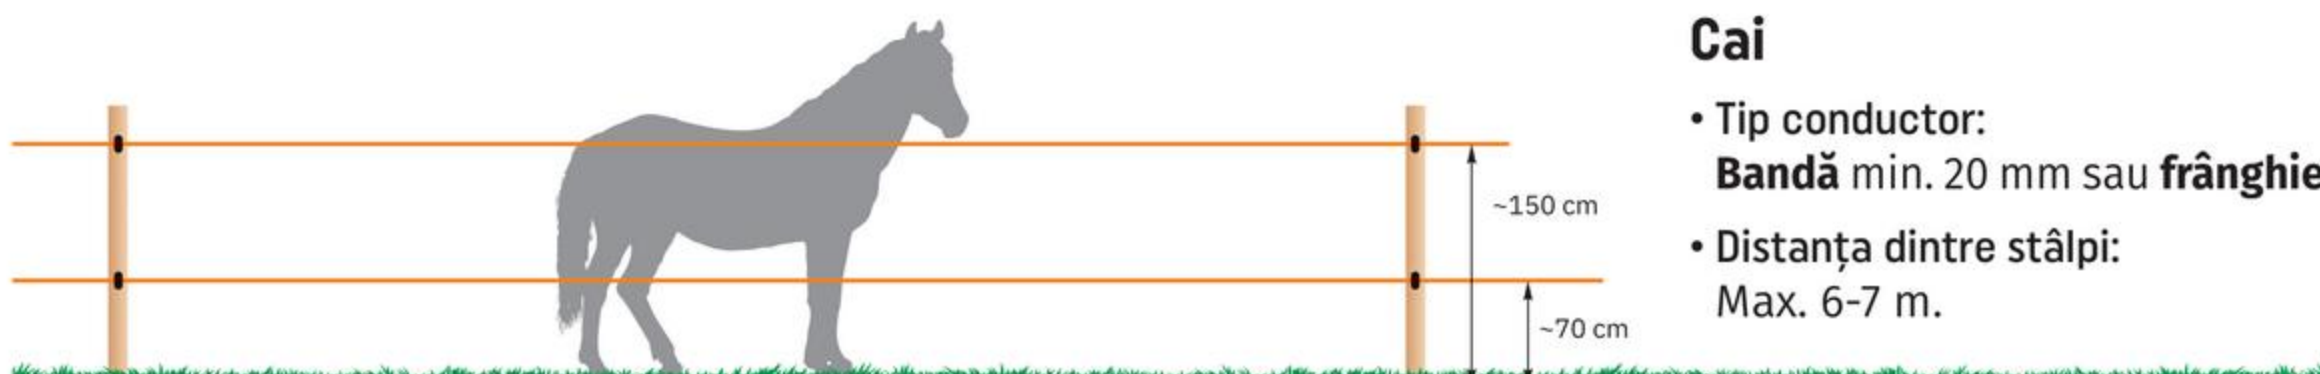 Cai
• Tip conductor:
Bandă min. 20 mm sau frânghie
~150 cm
• Distanța dintre stâlpi:
Max. 6-7 m.
~70 cm